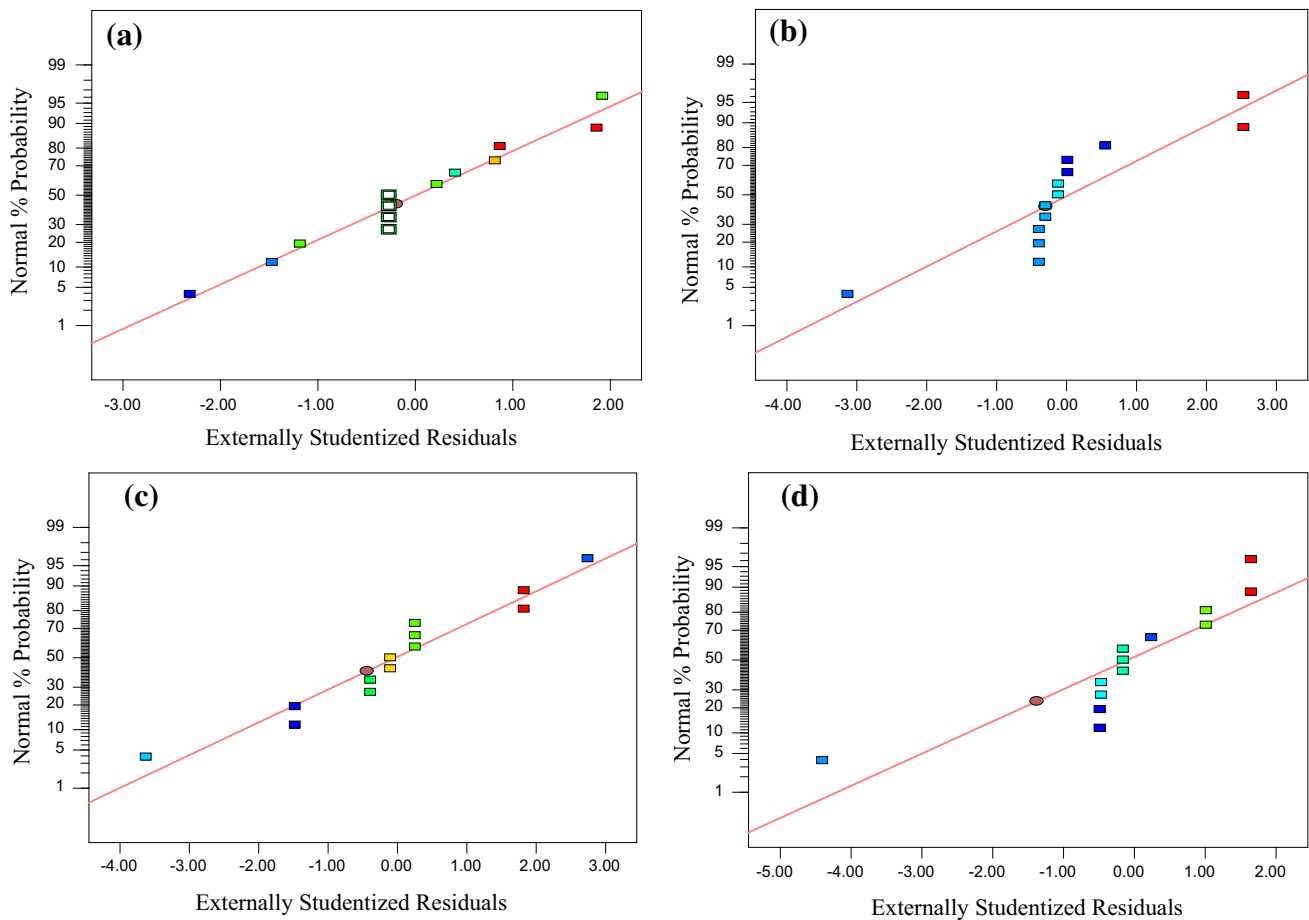 (a)
Normal % Probability
99
95
90
80
70
50
30
20
10
5
1
-3.00 -2.00 -1.00 0.00 1.00 2.00
Externally Studentized Residuals
(b)
Normal % Probability
99
95
90
80
70
50
30
20
10
5
1
-4.00 -3.00 -2.00 -1.00 0.00 1.00 2.00 3.00
Externally Studentized Residuals
(c)
Normal % Probability
99
95
90
80
70
50
30
20
10
5
1
-4.00 -3.00 -2.00 -1.00 0.00 1.00 2.00 3.00
Externally Studentized Residuals
(d)
Normal % Probability
99
95
90
80
70
50
30
20
10
5
1
-5.00 -4.00 -3.00 -2.00 -1.00 0.00 1.00 2.00
Externally Studentized Residuals